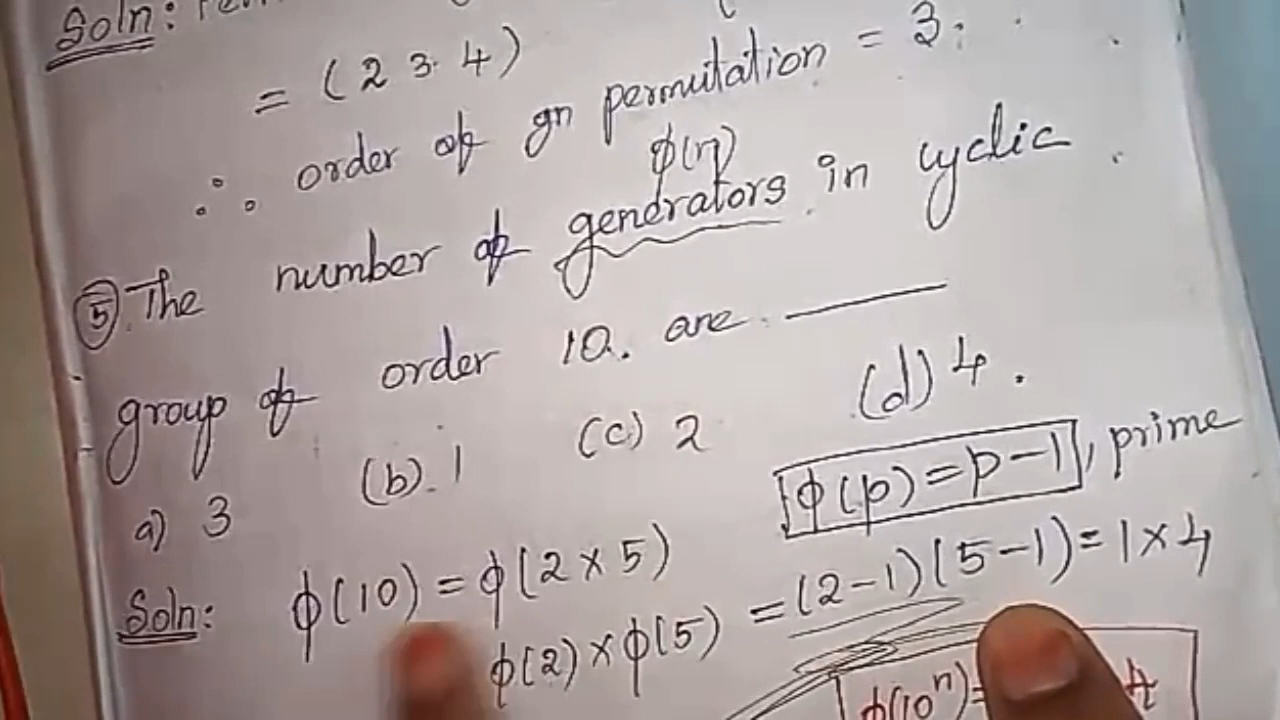 Soln:
= (2 3 4)
∴ order of gn permutation = 3.
φ(n)
⑤. The number of generators in cyclic
group of order 10. are ______
a) 3 (b). 1 (c) 2 (d) 4.
φ(p) = p-1, prime
Soln: φ(10) = φ(2 × 5)
φ(2) × φ(5) = (2-1)(5-1) = 1 × 4
φ(10ⁿ) =